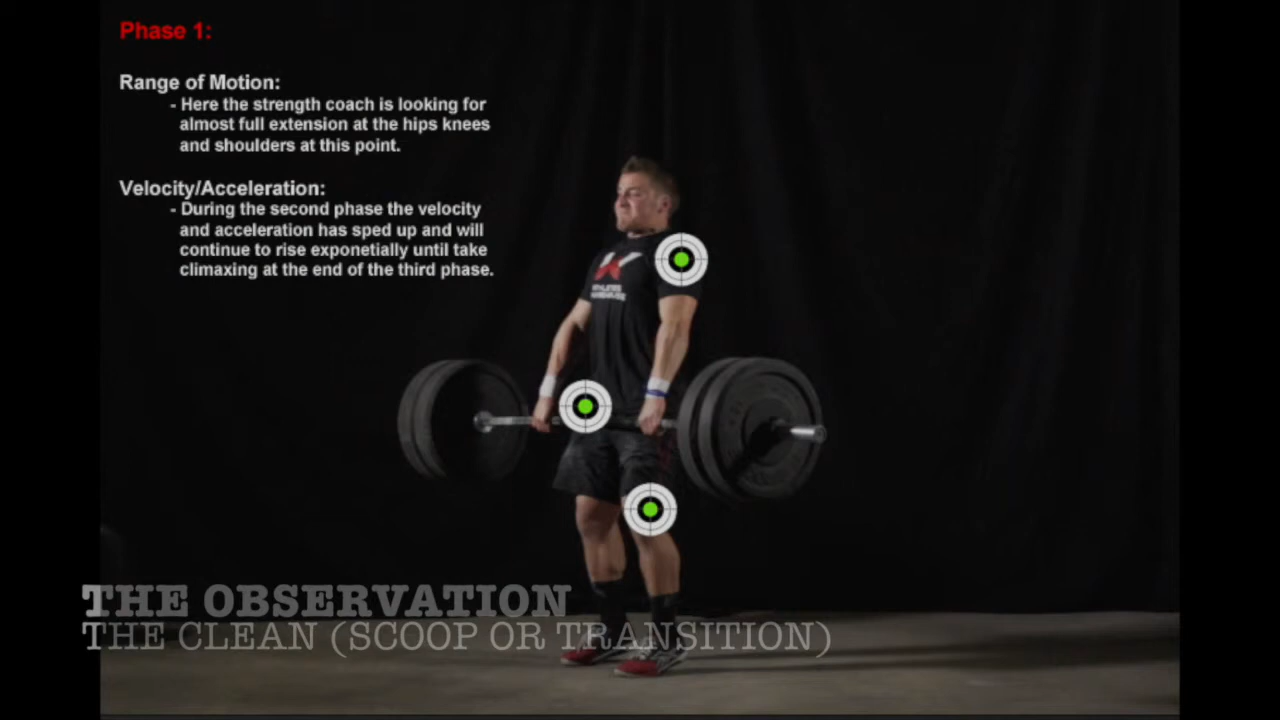 Phase 1:
Range of Motion:
- Here the strength coach is looking for
almost full extension at the hips knees
and shoulders at this point.
Velocity/Acceleration:
- During the second phase the velocity
and acceleration has sped up and will
continue to rise exponetially until take
climaxing at the end of the third phase.
THE OBSERVATION
THE CLEAN (SCOOP OR TRANSITION)